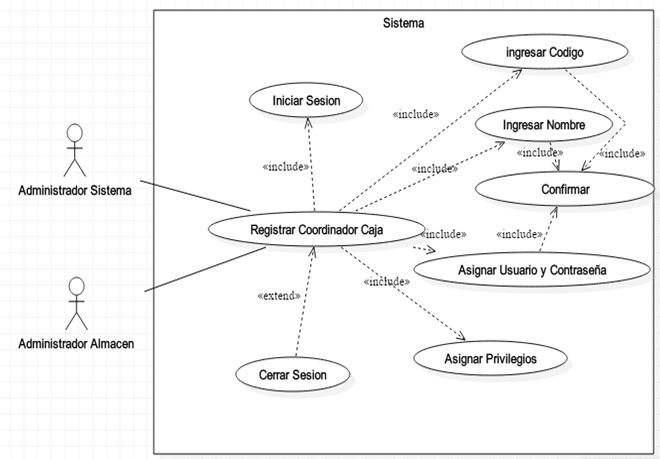 Sistema
ingresar Codigo
Iniciar Sesion
«include»
Ingresar Nombre
«include»
«include»
«include»
«include»
Administrador Sistema
Confirmar
Registrar Coordinador Caja
«include»
«include»
Asignar Usuario y Contraseña
«extend»
«include»
Administrador Almacen
Asignar Privilegios
Cerrar Sesion